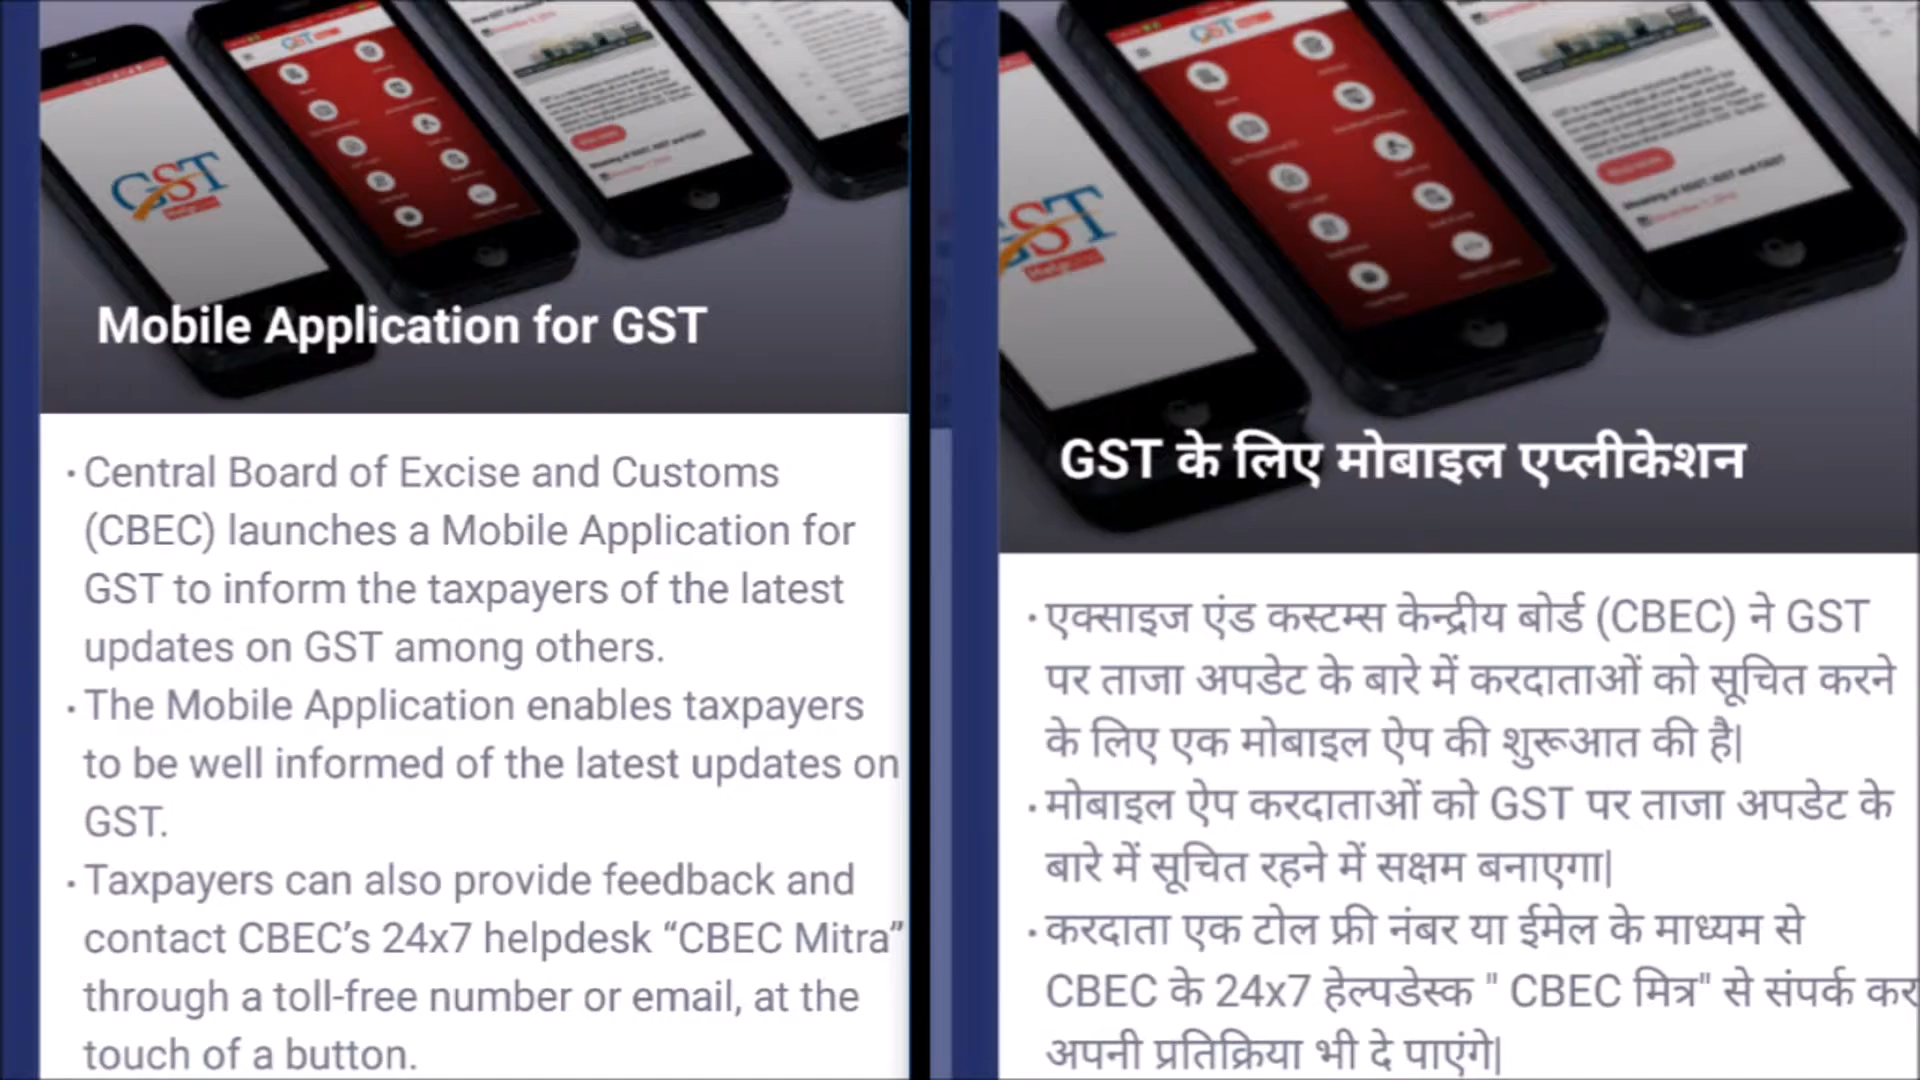 GST
Mobile Application for GST
• Central Board of Excise and Customs
(CBEC) launches a Mobile Application for
GST to inform the taxpayers of the latest
updates on GST among others.
• The Mobile Application enables taxpayers
to be well informed of the latest updates on
GST.
• Taxpayers can also provide feedback and
contact CBEC’s 24x7 helpdesk “CBEC Mitra”
through a toll-free number or email, at the
touch of a button.
GST
GST के लिए मोबाइल एप्लीकेशन
• एक्साइज एंड कस्टम्स केन्द्रीय बोर्ड (CBEC) ने GST
पर ताजा अपडेट के बारे में करदाताओं को सूचित करने
के लिए एक मोबाइल ऐप की शुरूआत की है|
• मोबाइल ऐप करदाताओं को GST पर ताजा अपडेट के
बारे में सूचित रहने में सक्षम बनाएगा|
• करदाता एक टोल फ्री नंबर या ईमेल के माध्यम से
CBEC के 24x7 हेल्पडेस्क " CBEC मित्र" से संपर्क कर
अपनी प्रतिक्रिया भी दे पाएंगे|